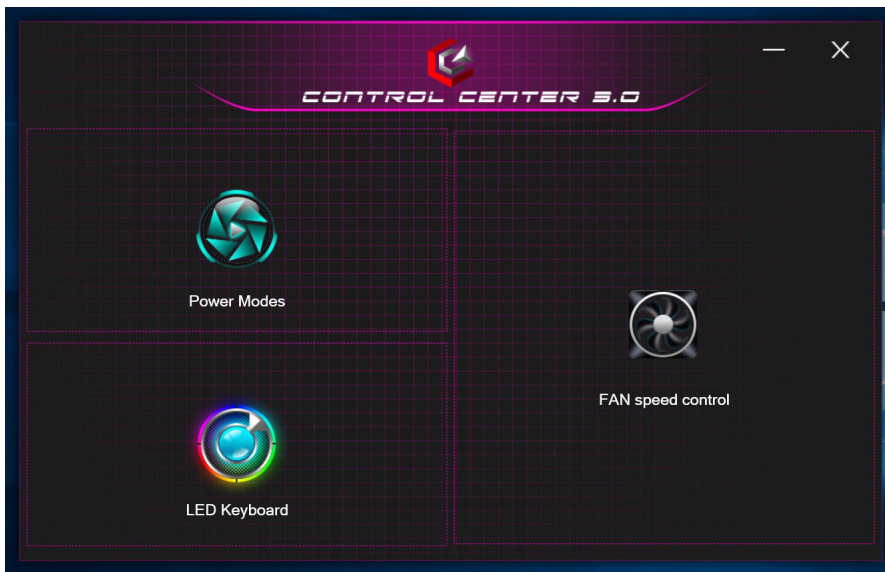 CONTROL CENTER 3.0
Power Modes
FAN speed control
LED Keyboard